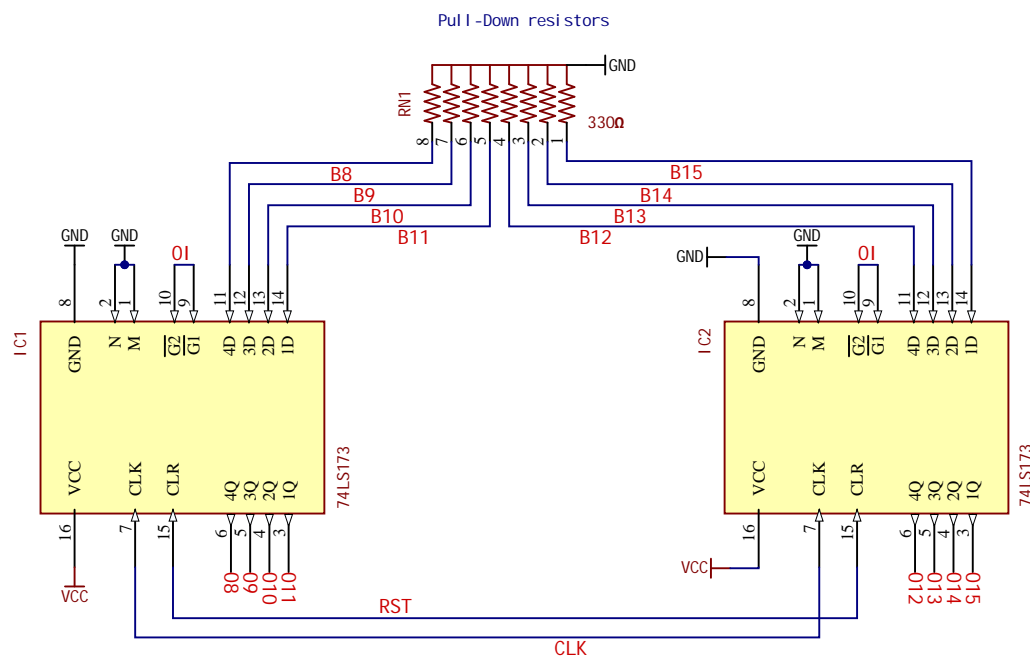 Pull-Down resistors
GND
RN1
330Ω
8 7 6 5 4 3 2 1
B8 B15
B9 B14
B10 B13
B11 B12
GND GND OI GND GND OI
8 2 1 10 9 11 12 13 14 8 2 1 10 9 11 12 13 14
IC1 GND N M G2 G1 4D 3D 2D 1D IC2 GND N M G2 G1 4D 3D 2D 1D
VCC CLK CLR 4Q 3Q 2Q 1Q 74LS173 VCC CLK CLR 4Q 3Q 2Q 1Q 74LS173
16 7 15 6 5 4 3 16 7 15 6 5 4 3
VCC O8 O9 O10 O11 VCC O12 O13 O14 O15
RST
CLK